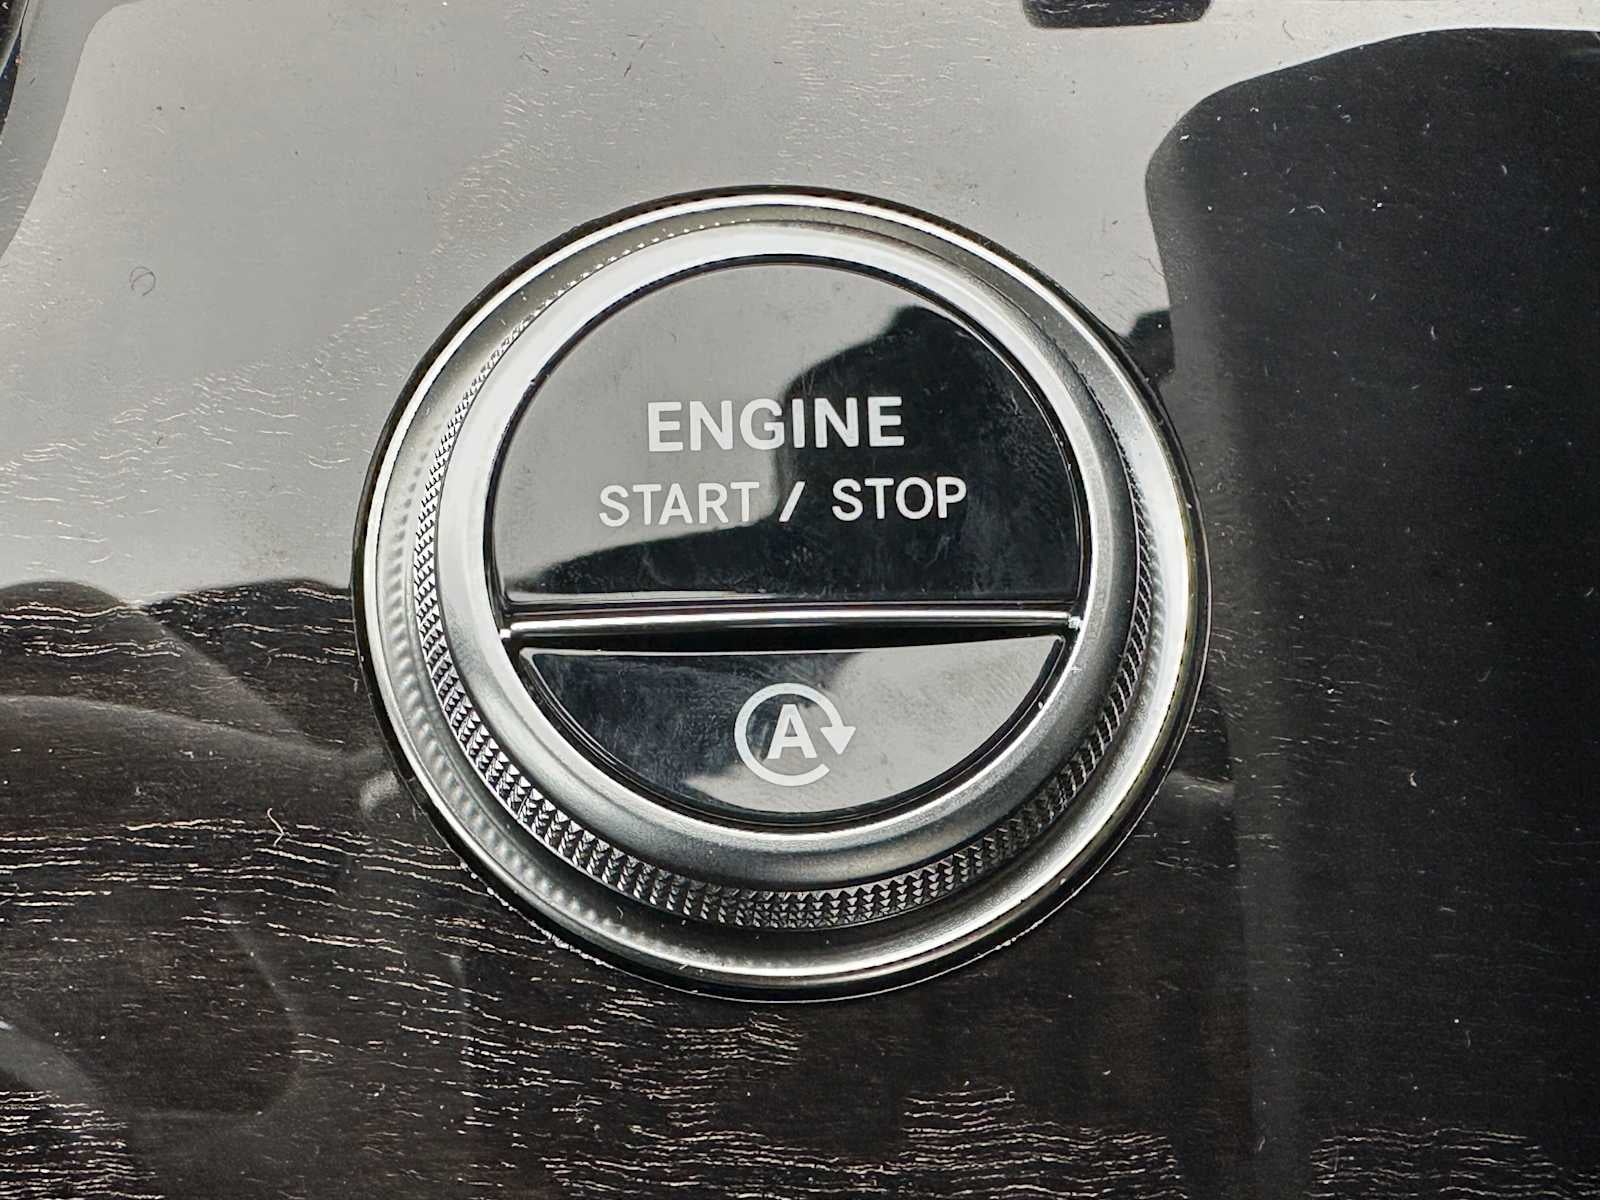 ENGINE
START / STOP
A